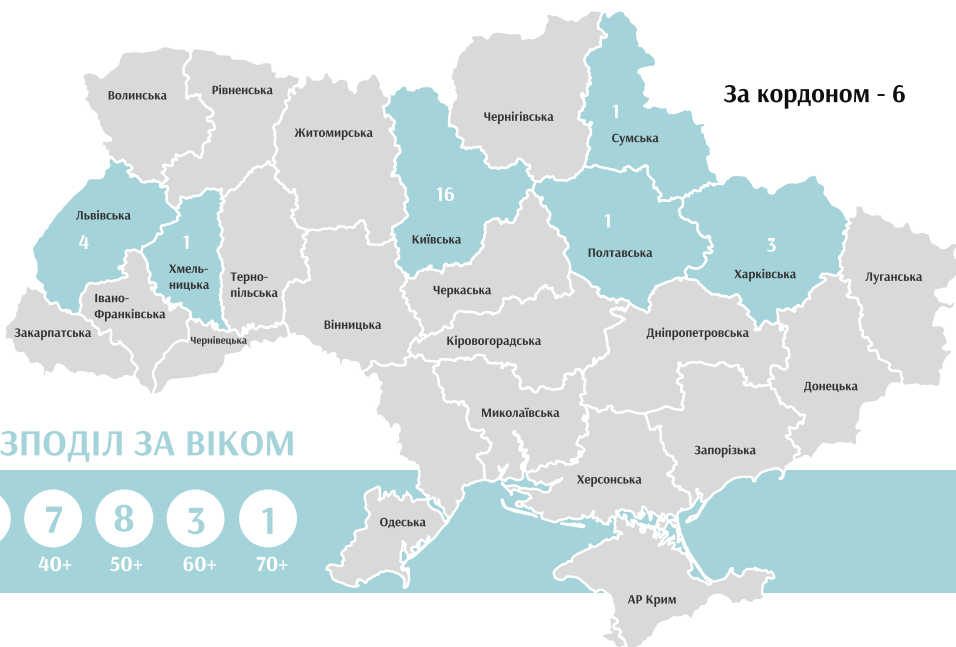 За кордоном - 6
Волинська
Рівненська
Житомирська
Чернігівська
1
Сумська
Львівська
4
1
Хмель-
ницька
Терно-
пільська
16
Київська
1
Полтавська
3
Харківська
Луганська
Івано-
Франківська
Закарпатська
Чернівецька
Вінницька
Черкаська
Кіровогradська
Дніпропетровська
Донецька
Миколаївська
Запорізька
Херсонська
Одеська
АР Крим
ЗПОДІЛ ЗА ВІКОМ
7 8 3 1
40+ 50+ 60+ 70+